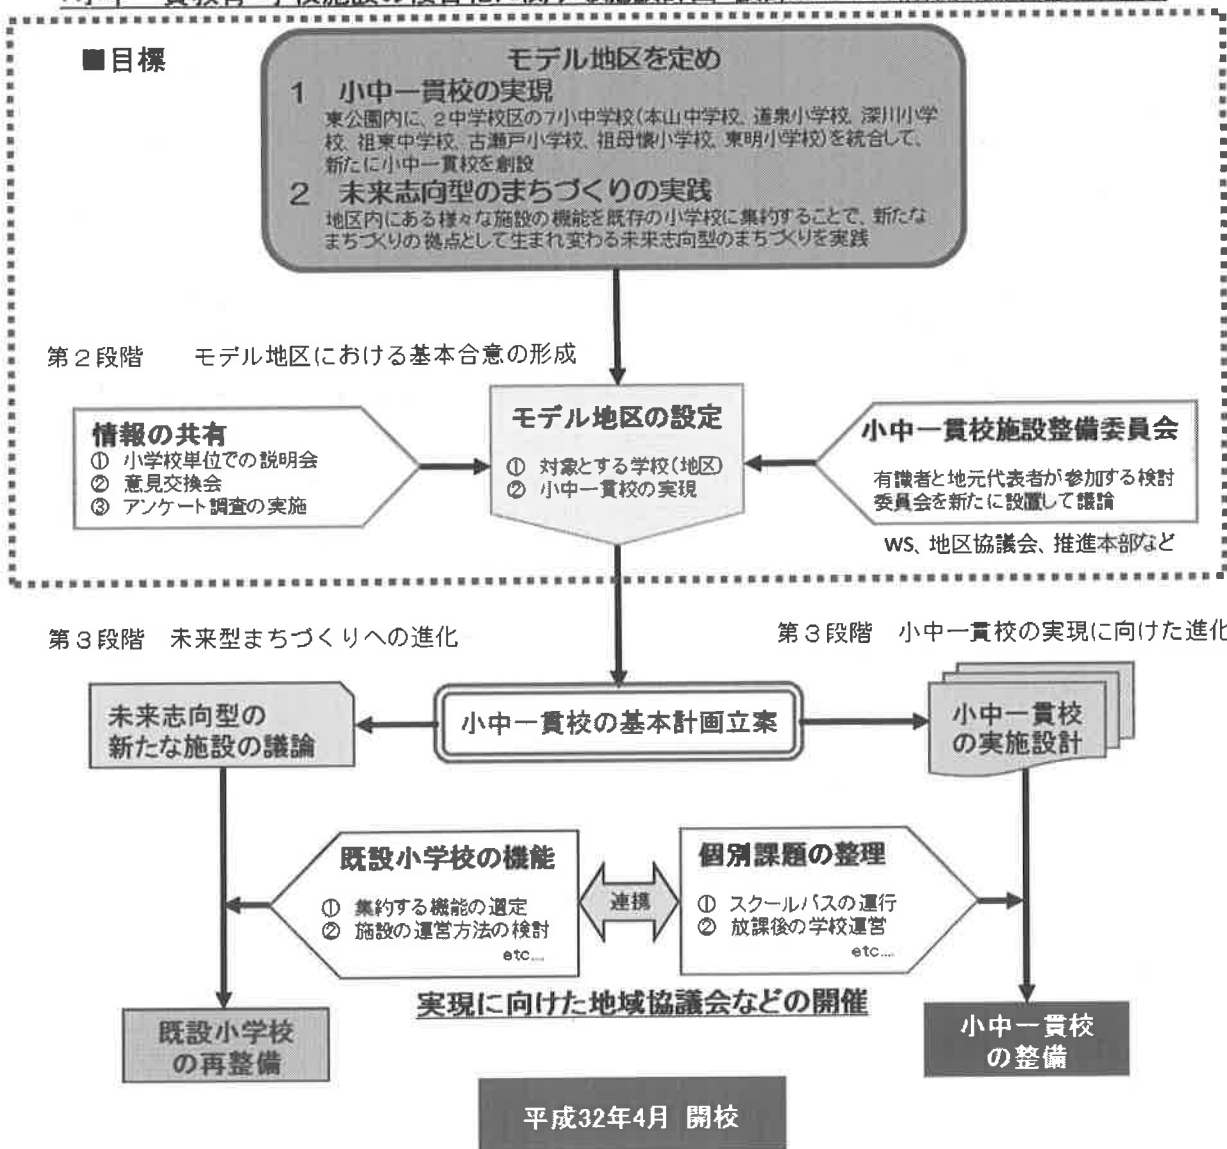 ■目標
モデル地区を定め
1 小中一貫校の実現
東公園内に、2中学校区の7小中学校(本山中学校、道泉小学校、深川小学
校、祖東中学校、古瀬戸小学校、祖母懐小学校、東明小学校)を統合して、
新たに小中一貫校を創設
2 未来志向型のまちづくりの実践
地区内にある様々な施設の機能を既存の小学校に集約することで、新たな
まちづくりの拠点として生まれ変わる未来志向型のまちづくりを実践
第2段階 モデル地区における基本合意の形成
情報の共有
① 小学校単位での説明会
② 意見交換会
③ アンケート調査の実施
モデル地区の設定
① 対象とする学校(地区)
② 小中一貫校の実現
小中一貫校施設整備委員会
有識者と地元代表者が参加する検討
委員会を新たに設置して議論
WS、地区協議会、推進本部など
第3段階 未来型まちづくりへの進化
第3段階 小中一貫校の実現に向けた進化
未来志向型の
新たな施設の議論
小中一貫校の基本計画立案
小中一貫校
の実施設計
既設小学校の機能
① 集約する機能の選定
② 施設の運営方法の検討
etc...
連携
個別課題の整理
① スクールバスの運行
② 放課後の学校運営
etc...
実現に向けた地域協議会などの開催
既設小学校
の再整備
小中一貫校
の整備
平成32年4月 開校